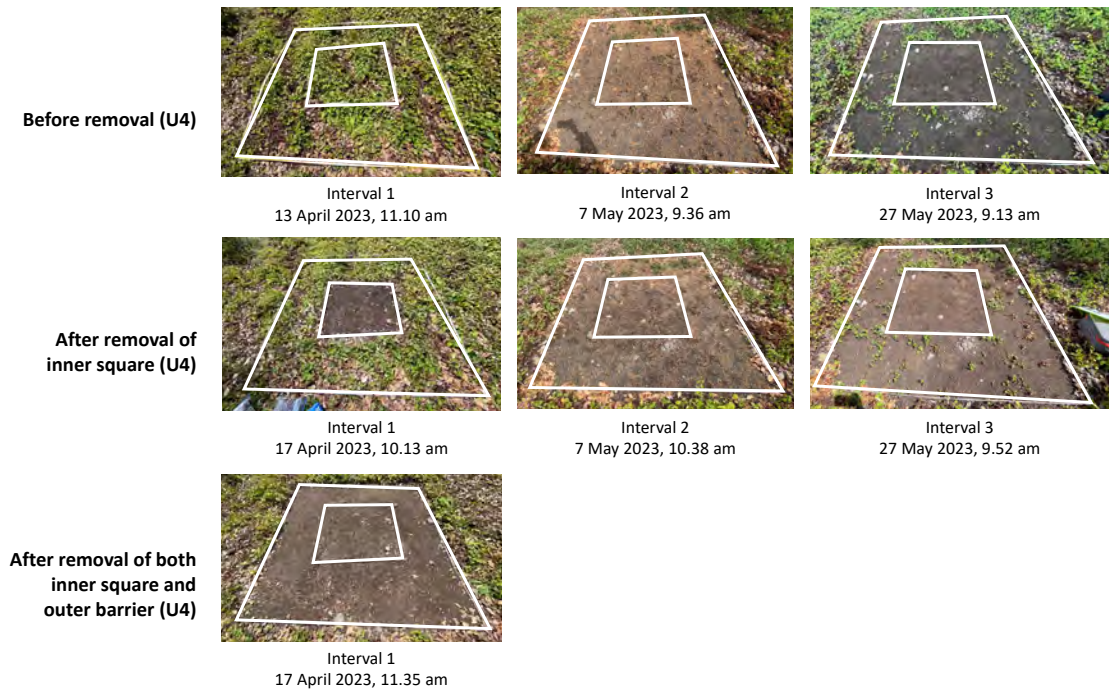 Before removal (U4)
Interval 1
13 April 2023, 11.10 am
Interval 2
7 May 2023, 9.36 am
Interval 3
27 May 2023, 9.13 am
After removal of
inner square (U4)
Interval 1
17 April 2023, 10.13 am
Interval 2
7 May 2023, 10.38 am
Interval 3
27 May 2023, 9.52 am
After removal of both
inner square and
outer barrier (U4)
Interval 1
17 April 2023, 11.35 am